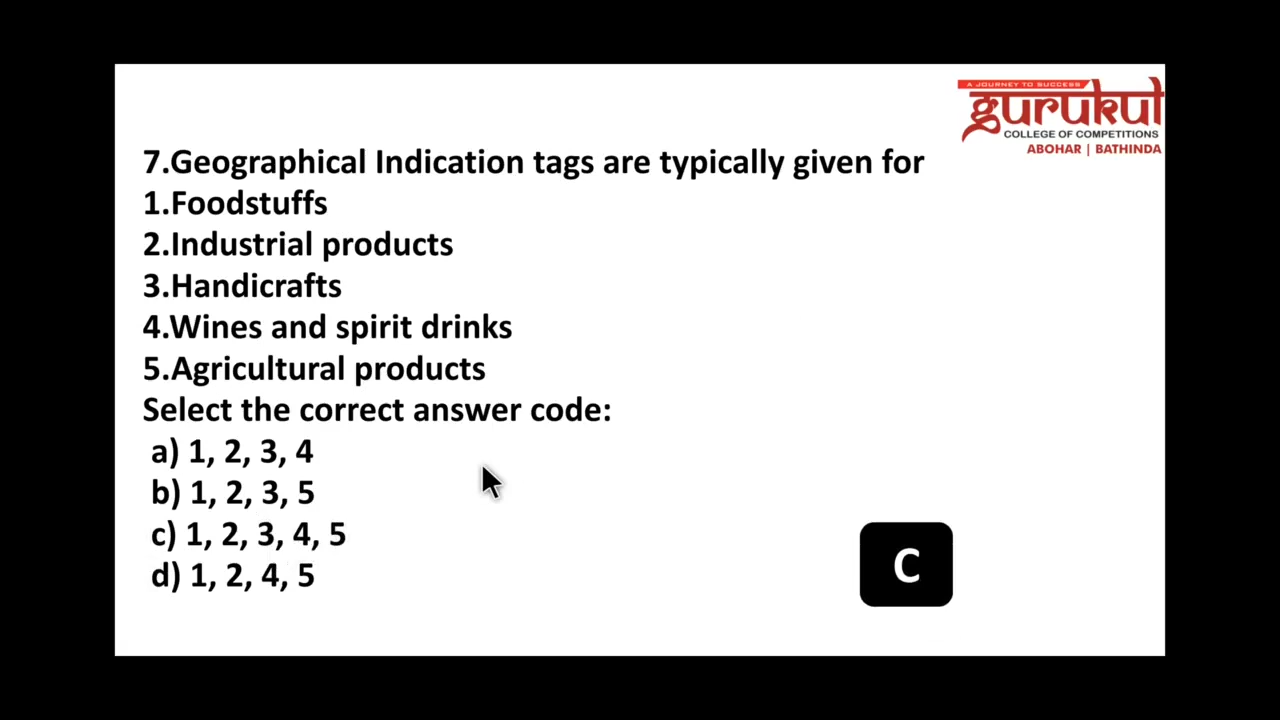 A JOURNEY TO SUCCESS
gurukul
COLLEGE OF COMPETITIONS
ABOHAR | BATHINDA
7.Geographical Indication tags are typically given for
1.Foodstuffs
2.Industrial products
3.Handicrafts
4.Wines and spirit drinks
5.Agricultural products
Select the correct answer code:
a) 1, 2, 3, 4
b) 1, 2, 3, 5
c) 1, 2, 3, 4, 5
d) 1, 2, 4, 5
C